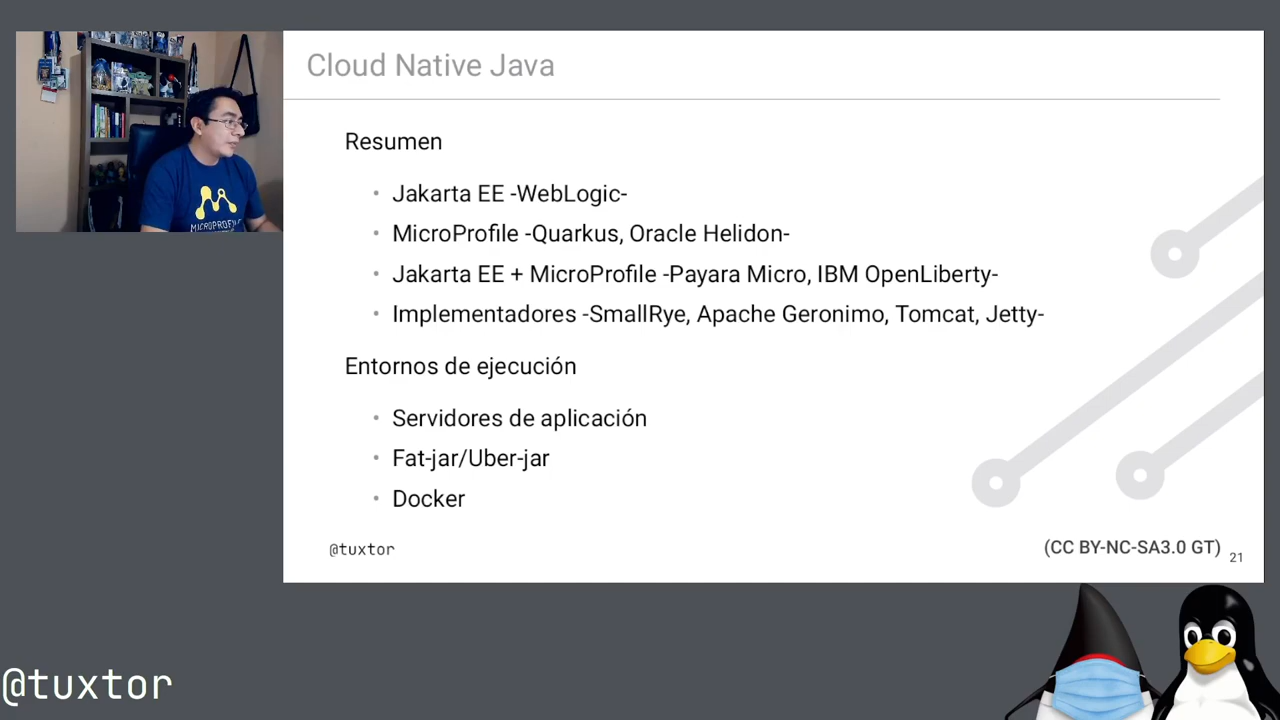 Cloud Native Java
Resumen
Jakarta EE -WebLogic-
MicroProfile -Quarkus, Oracle Helidon-
Jakarta EE + MicroProfile -Payara Micro, IBM OpenLiberty-
Implementadores -SmallRye, Apache Geronimo, Tomcat, Jetty-
Entornos de ejecución
Servidores de aplicación
Fat-jar/Uber-jar
Docker
@tuxtor
(CC BY-NC-SA3.0 GT)
21
@tuxtor